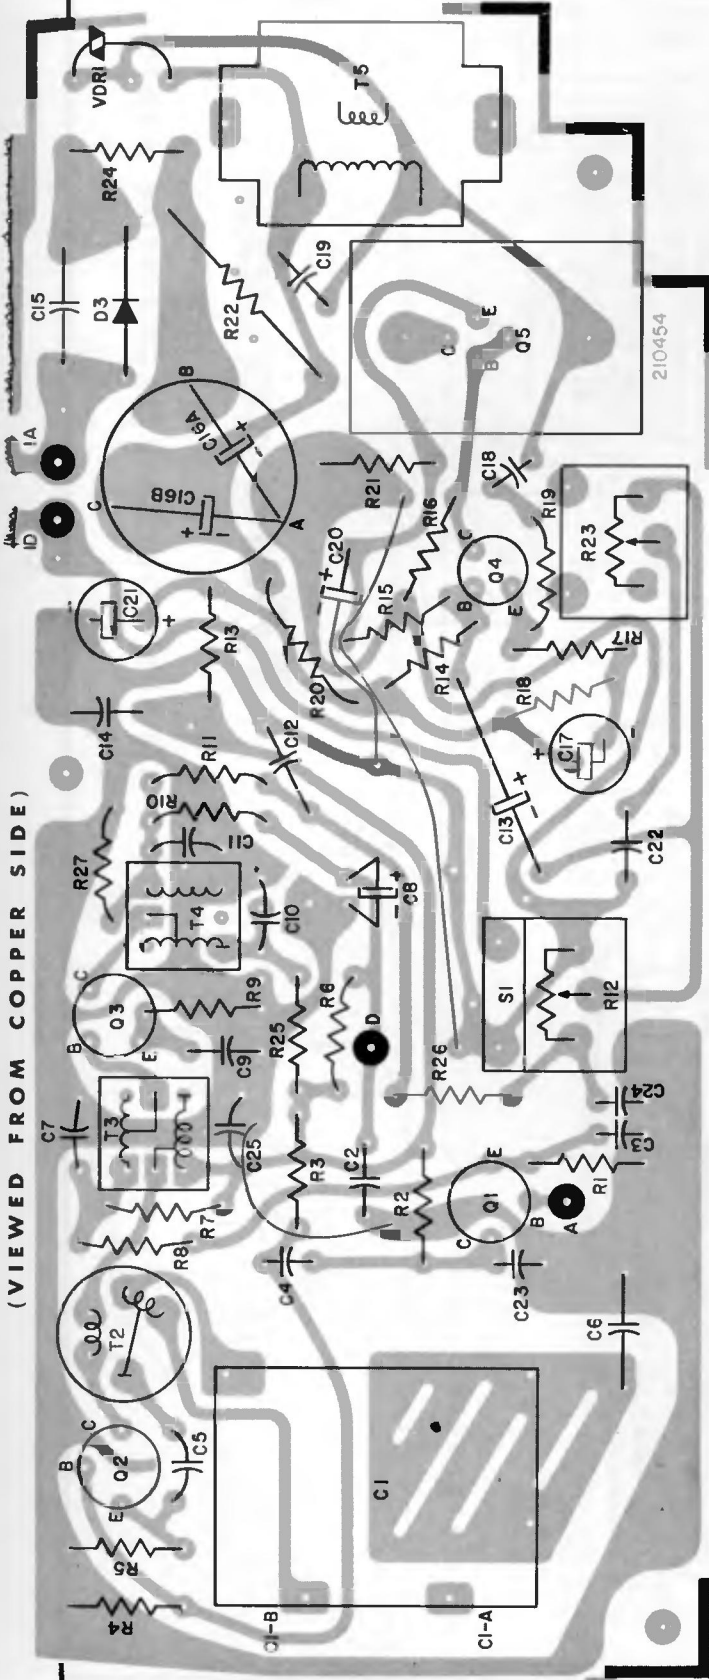 (VIEWED FROM COPPER SIDE)
VDR1
T5
R24
C15
D3
R22
C19
E
C
B
Q5
210454
1A
1D
B
C16A
+
-
C
C16B
+
-
A
C21
-
+
R21
C18
R16
C20
-
+
C
Q4
B
E
R19
R23
R13
R15
R20
R14
R17
R18
C17
+
-
C14
R11
C12
R10
C11
C13
+
-
C22
R27
T4
C10
C8
-
+
C
Q3
B
E
R9
C9
R25
R6
D
S1
R12
R26
C7
T3
C25
R3
C2
R2
C24
C3
R1
E
Q1
C
B
A
R7
R8
C4
C23
C6
T2
C
Q2
B
E
C5
R5
R4
C1
C1-B
C1-A